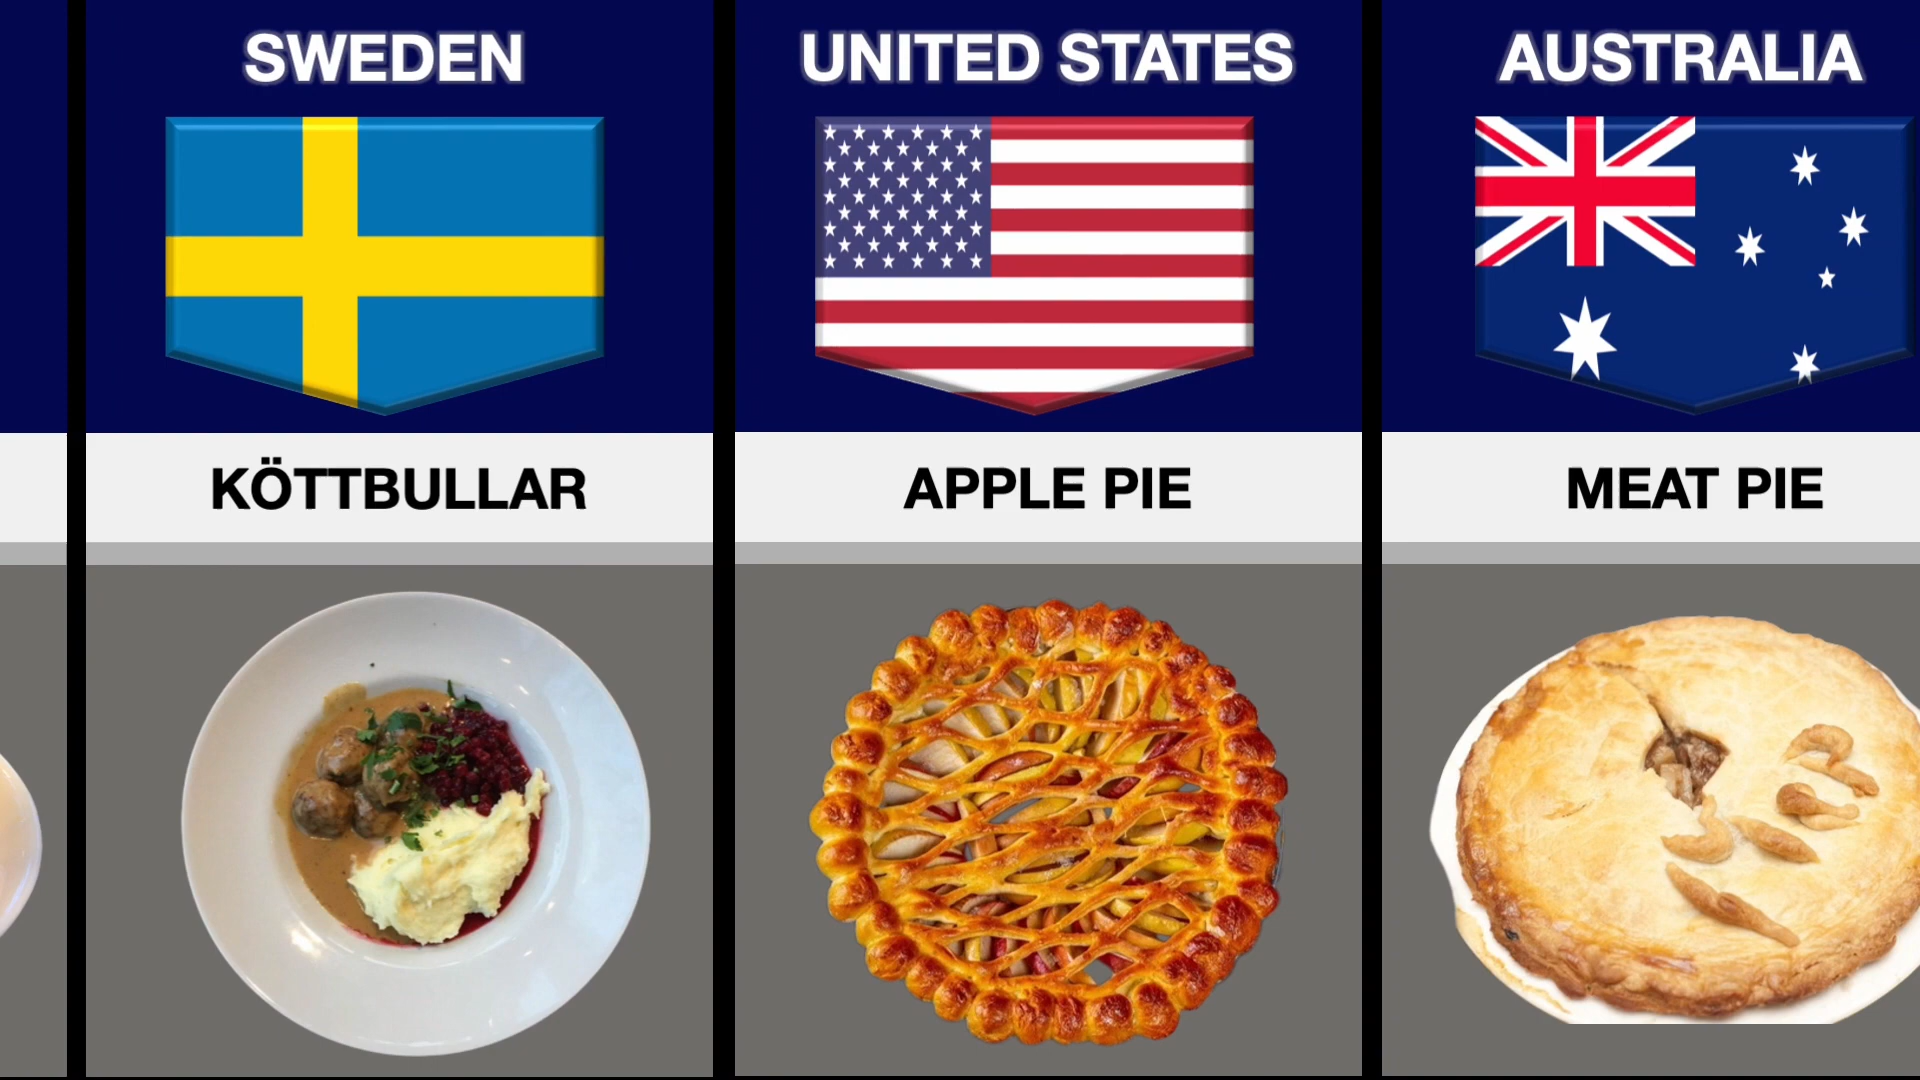 SWEDEN
UNITED STATES
AUSTRALIA
KÖTTBULLAR
APPLE PIE
MEAT PIE